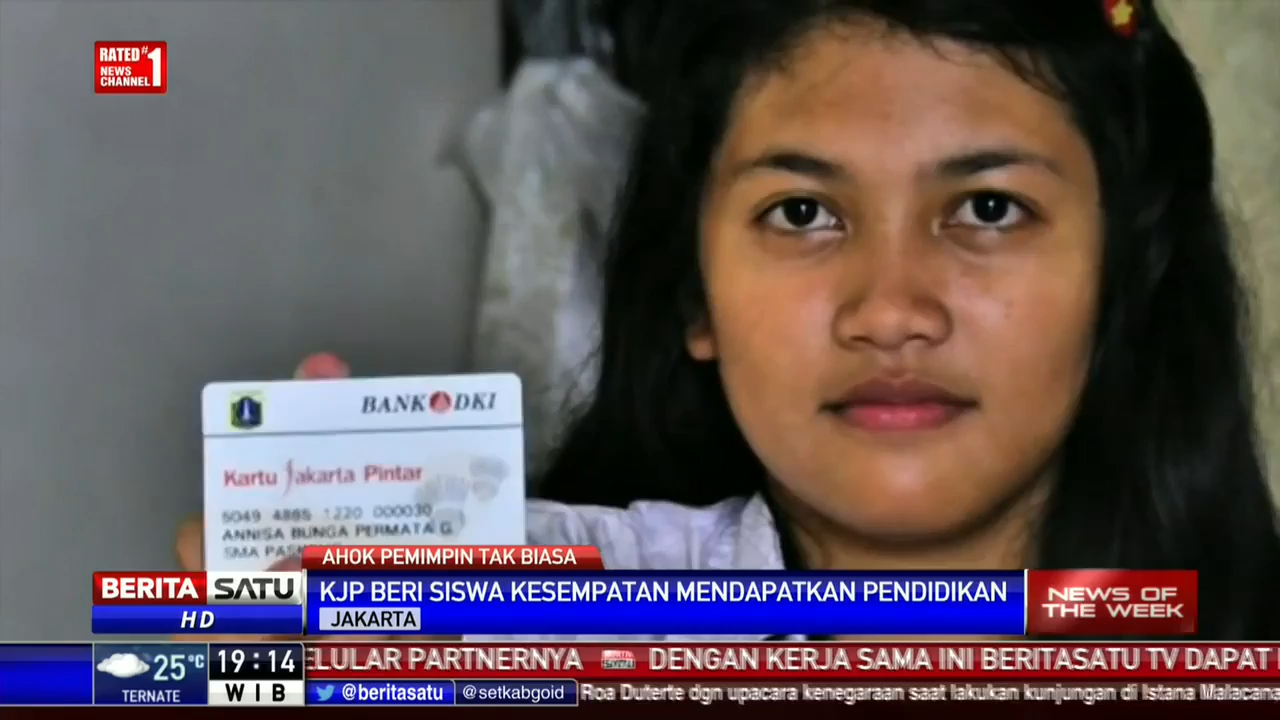 RATED #1
NEWS
CHANNEL
BANK DKI
Kartu Jakarta Pintar
5049 4885 1220 000030
ANNISA BUNGA PERMATA G
SMA
AHOK PEMIMPIN TAK BIASA
BERITA SATU
HD
KJP BERI SISWA KESEMPATAN MENDAPATKAN PENDIDIKAN
JAKARTA
NEWS OF
THE WEEK
25°C
TERNATE
19:14
WIB
ELULAR PARTNERNYA DENGAN KERJA SAMA INI BERITASATU TV DAPAT
@beritasatu
@setkabgoid
Roa Duterte dgn upacara kenegaraan saat lakukan kunjungan di Istana Malacana